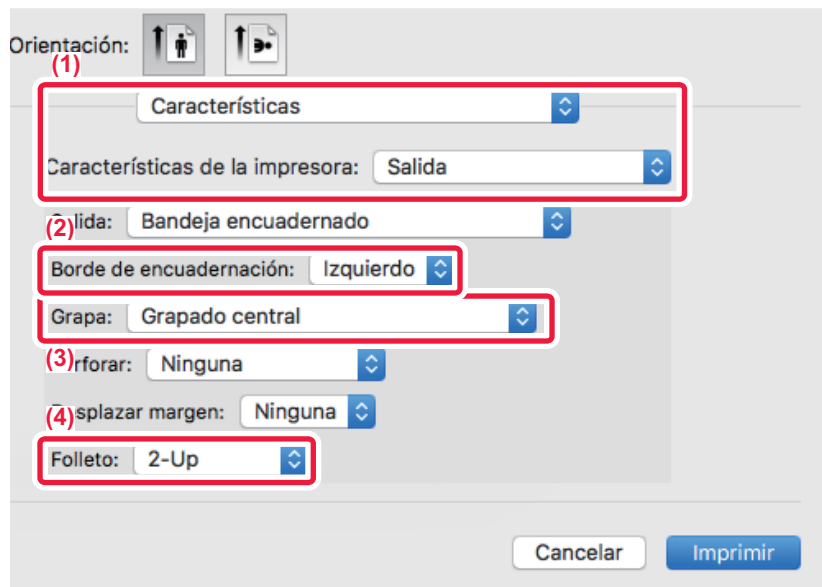 Orientación:
(1)
Características
Características de la impresora: Salida
(2)
lida: Bandeja encuadernado
Borde de encuadernación: Izquierdo
Grapa: Grapado central
(3)
rforar: Ninguna
(4)
splazar margen: Ninguna
Folleto: 2-Up
Cancelar Imprimir